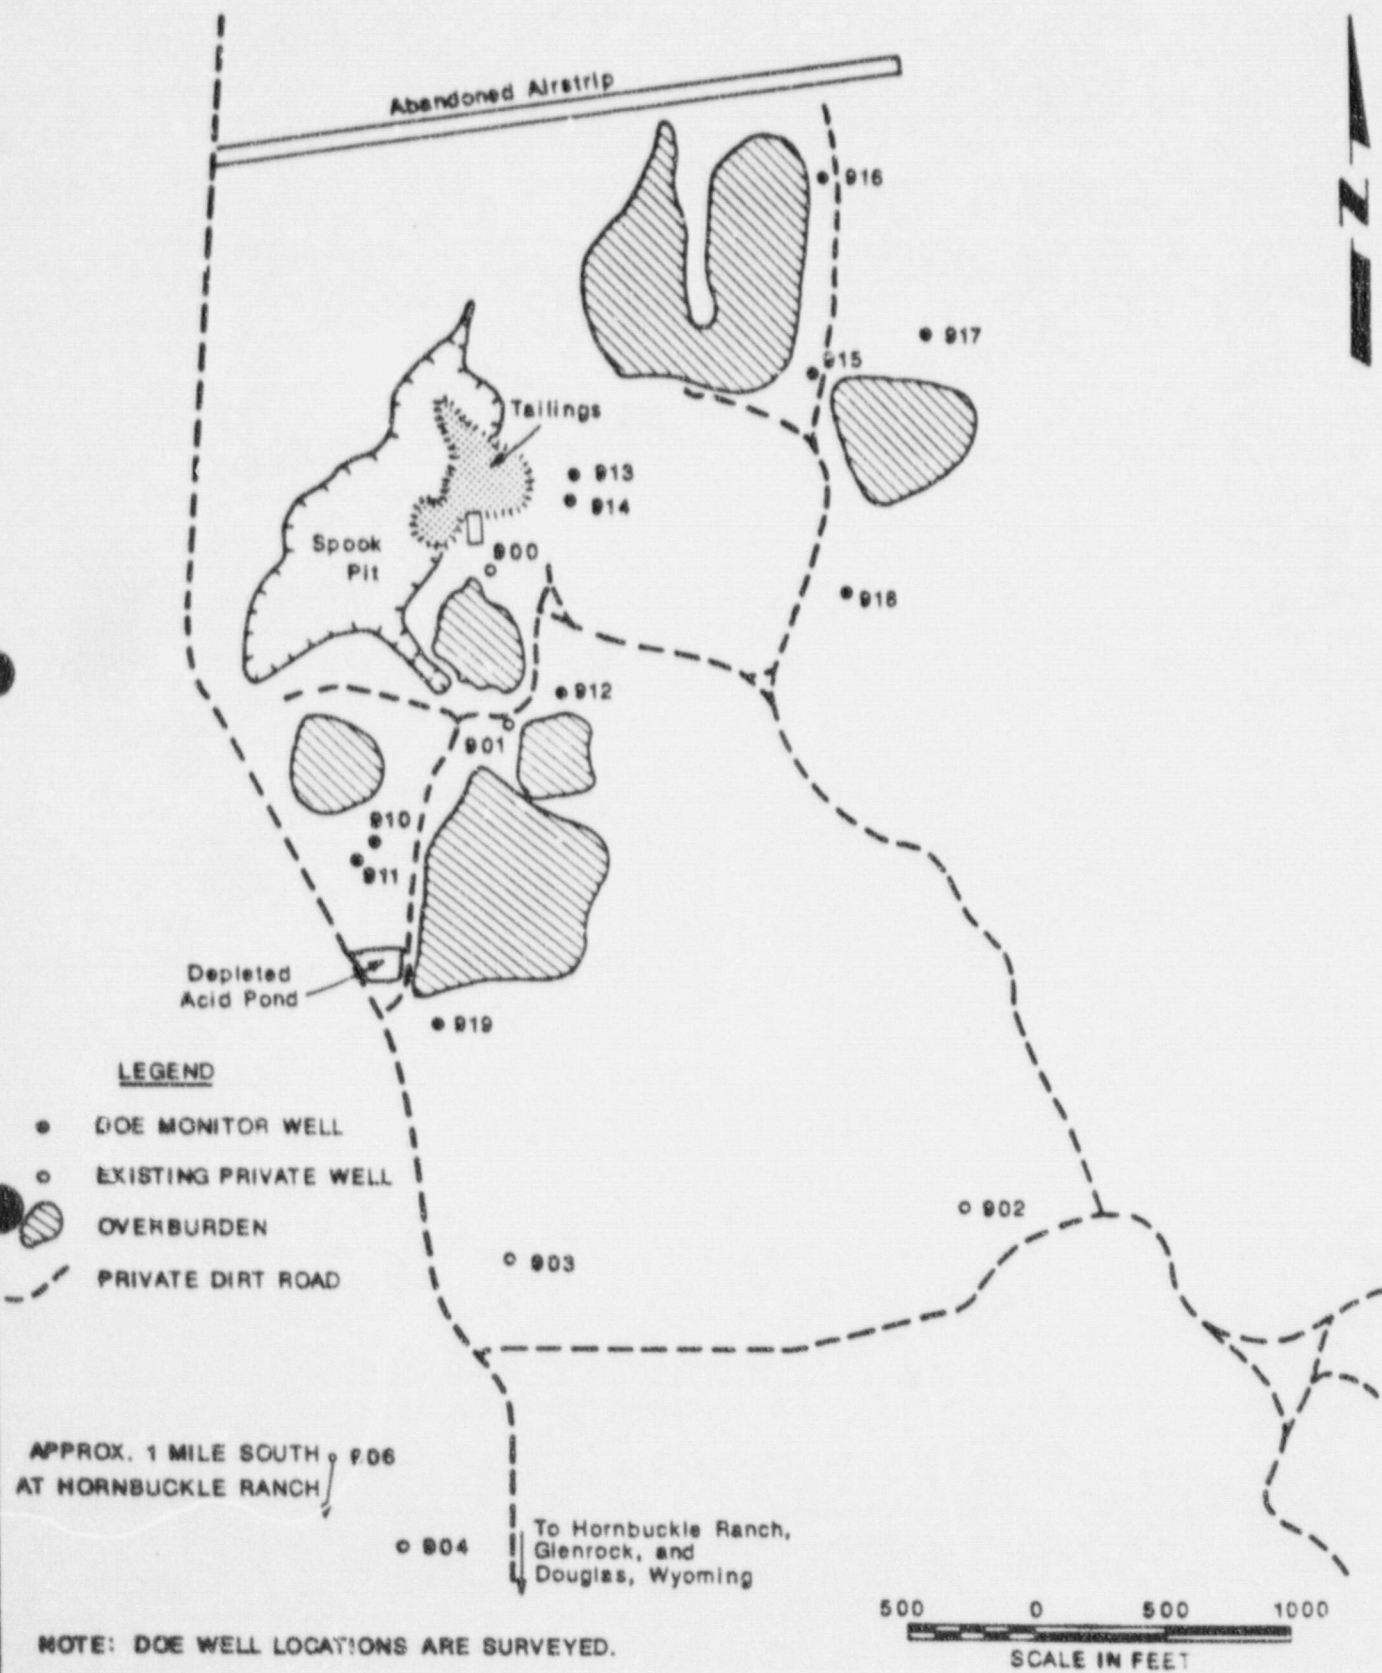 Abandoned Airstrip
916
917
915
Tailings
913
914
Spook
Pit
900
918
912
901
910
911
Depleted
Acid Pond
919
LEGEND
DOE MONITOR WELL
EXISTING PRIVATE WELL
OVERBURDEN
PRIVATE DIRT ROAD
902
903
APPROX. 1 MILE SOUTH 906
AT HORNBUCKLE RANCH
904
To Hornbuckle Ranch,
Glenrock, and
Douglas, Wyoming
N
500 0 500 1000
SCALE IN FEET
NOTE: DOE WELL LOCATIONS ARE SURVEYED.